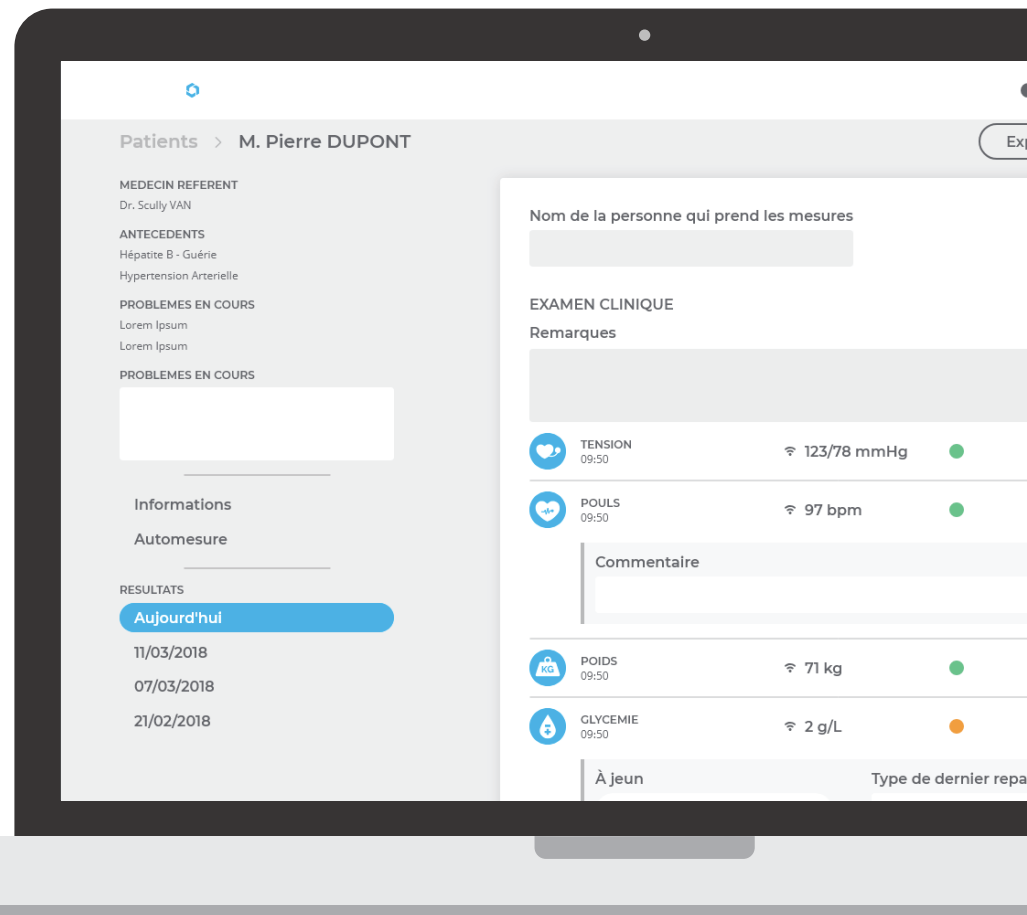 Patients > M. Pierre DUPONT
Exp
MEDECIN REFERENT
Dr. Scully VAN
ANTECEDENTS
Hépatite B - Guérie
Hypertension Arterielle
PROBLEMES EN COURS
Lorem Ipsum
Lorem Ipsum
PROBLEMES EN COURS
Informations
Automesure
RESULTATS
Aujourd'hui
11/03/2018
07/03/2018
21/02/2018
Nom de la personne qui prend les mesures
EXAMEN CLINIQUE
Remarques
TENSION
09:50
123/78 mmHg
POULS
09:50
97 bpm
Commentaire
KG
POIDS
09:50
71 kg
GLYCEMIE
09:50
2 g/L
À jeun
Type de dernier repa